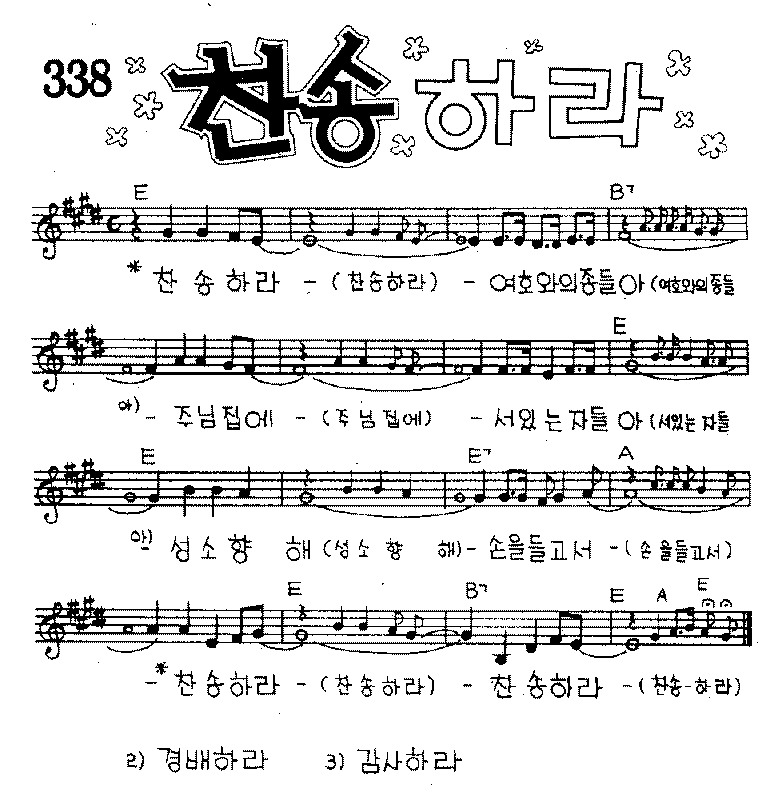 338 찬송하라
E B7
* 찬 송 하 라 - (찬송하라) - 여호와의종들아 (여호와의종들
E
아) - 주님집에 - (주님집에) - 서있는자들아 (서있는자들
E E7 A
아) 성소향 해 (성소향 해) - 손을들고서 - (손을들고서)
E B7 E A E
- * 찬송하라 - (찬송하라) - 찬송하라 - (찬송-하라)
2) 경배하라 3) 감사하라